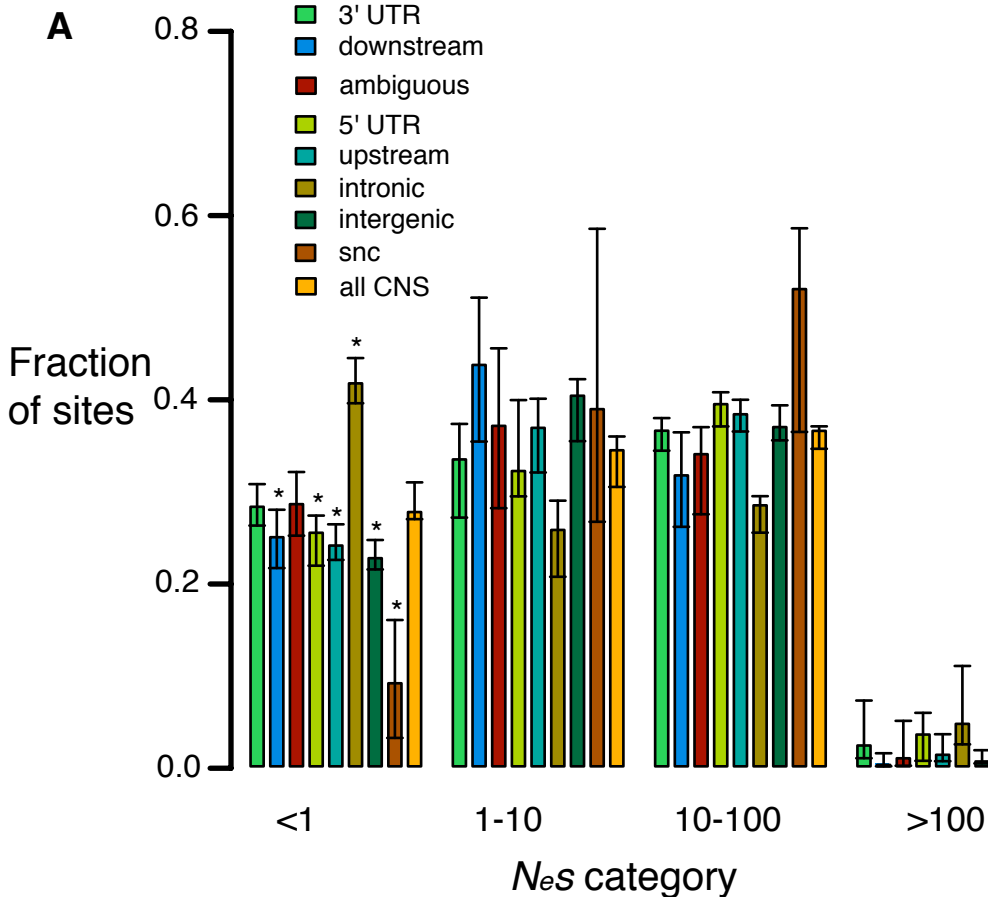 A
3' UTR
downstream
ambiguous
5' UTR
upstream
intronic
intergenic
snc
all CNS
Fraction
of sites
0.8
0.6
0.4
0.2
0.0
* * * * * * *
<1 1-10 10-100 >100
Nes category